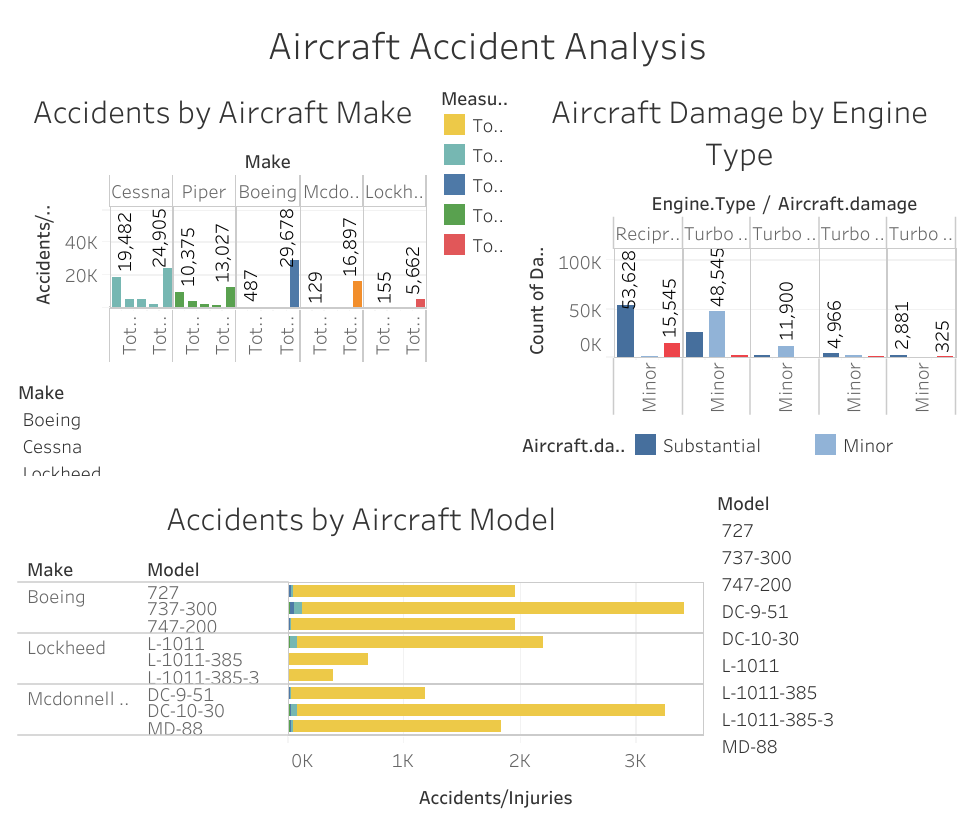 Aircraft Accident Analysis
Accidents by Aircraft Make
Make
Cessna Piper Boeing Mcdo.. Lockh..
Accidents/..
40K
20K
19,482
24,905
10,375
13,027
487
29,678
129
16,897
155
5,662
Tot.. Tot.. Tot.. Tot.. Tot.. Tot.. Tot.. Tot.. Tot.. Tot..
Measu..
To..
To..
To..
To..
To..
Make
Boeing
Cessna
Lockheed
Aircraft Damage by Engine
Type
Engine.Type / Aircraft.damage
Recipr.. Turbo .. Turbo .. Turbo .. Turbo ..
Count of Da..
100K
50K
0K
53,628
15,545
48,545
11,900
4,966
2,881
325
Minor Minor Minor Minor Minor
Aircraft.da.. Substantial Minor
Accidents by Aircraft Model
Make Model
Boeing
727
737-300
747-200
Lockheed
L-1011
L-1011-385
L-1011-385-3
Mcdonnell ..
DC-9-51
DC-10-30
MD-88
0K 1K 2K 3K
Accidents/Injuries
Model
727
737-300
747-200
DC-9-51
DC-10-30
L-1011
L-1011-385
L-1011-385-3
MD-88